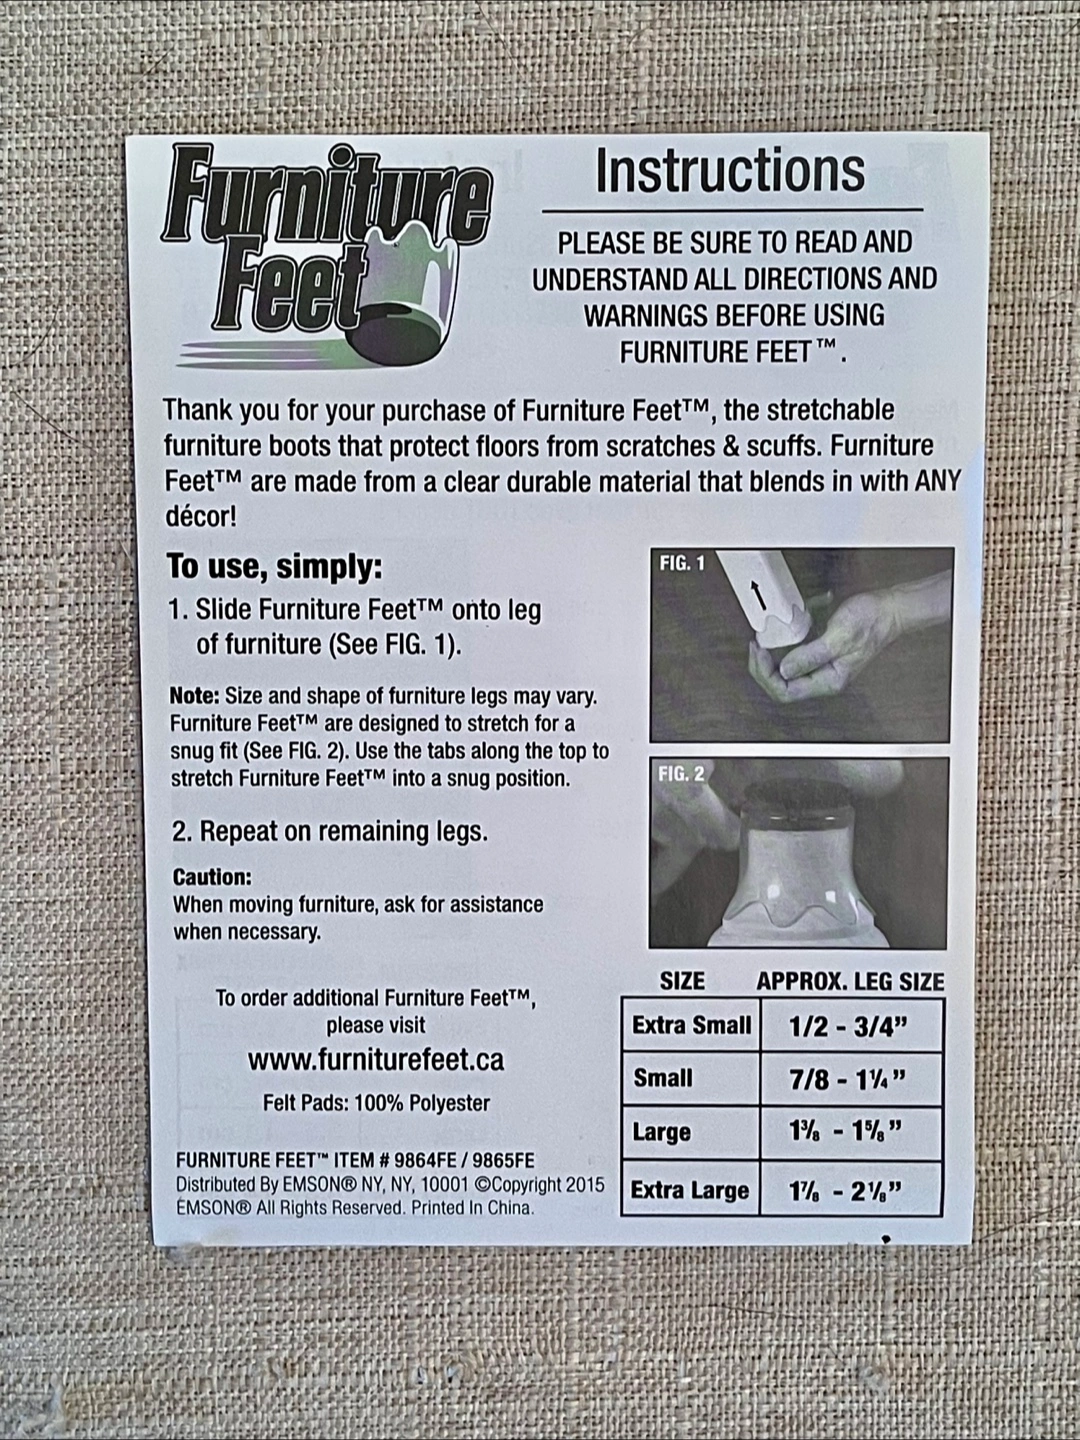 Furniture
Feet
Instructions
PLEASE BE SURE TO READ AND
UNDERSTAND ALL DIRECTIONS AND
WARNINGS BEFORE USING
FURNITURE FEET™.
Thank you for your purchase of Furniture Feet™, the stretchable
furniture boots that protect floors from scratches & scuffs. Furniture
Feet™ are made from a clear durable material that blends in with ANY
décor!
To use, simply:
1. Slide Furniture Feet™ onto leg
of furniture (See FIG. 1).
Note: Size and shape of furniture legs may vary.
Furniture Feet™ are designed to stretch for a
snug fit (See FIG. 2). Use the tabs along the top to
stretch Furniture Feet™ into a snug position.
2. Repeat on remaining legs.
Caution:
When moving furniture, ask for assistance
when necessary.
To order additional Furniture Feet™,
please visit
www.furniturefeet.ca
Felt Pads: 100% Polyester
FURNITURE FEET™ ITEM # 9864FE / 9865FE
Distributed By EMSON® NY, NY, 10001 ©Copyright 2015
EMSON® All Rights Reserved. Printed In China.
FIG. 1
FIG. 2
SIZE APPROX. LEG SIZE
Extra Small 1/2 - 3/4”
Small 7/8 - 1¼”
Large 1⅜ - 1⅝”
Extra Large 1⅞ - 2⅛”